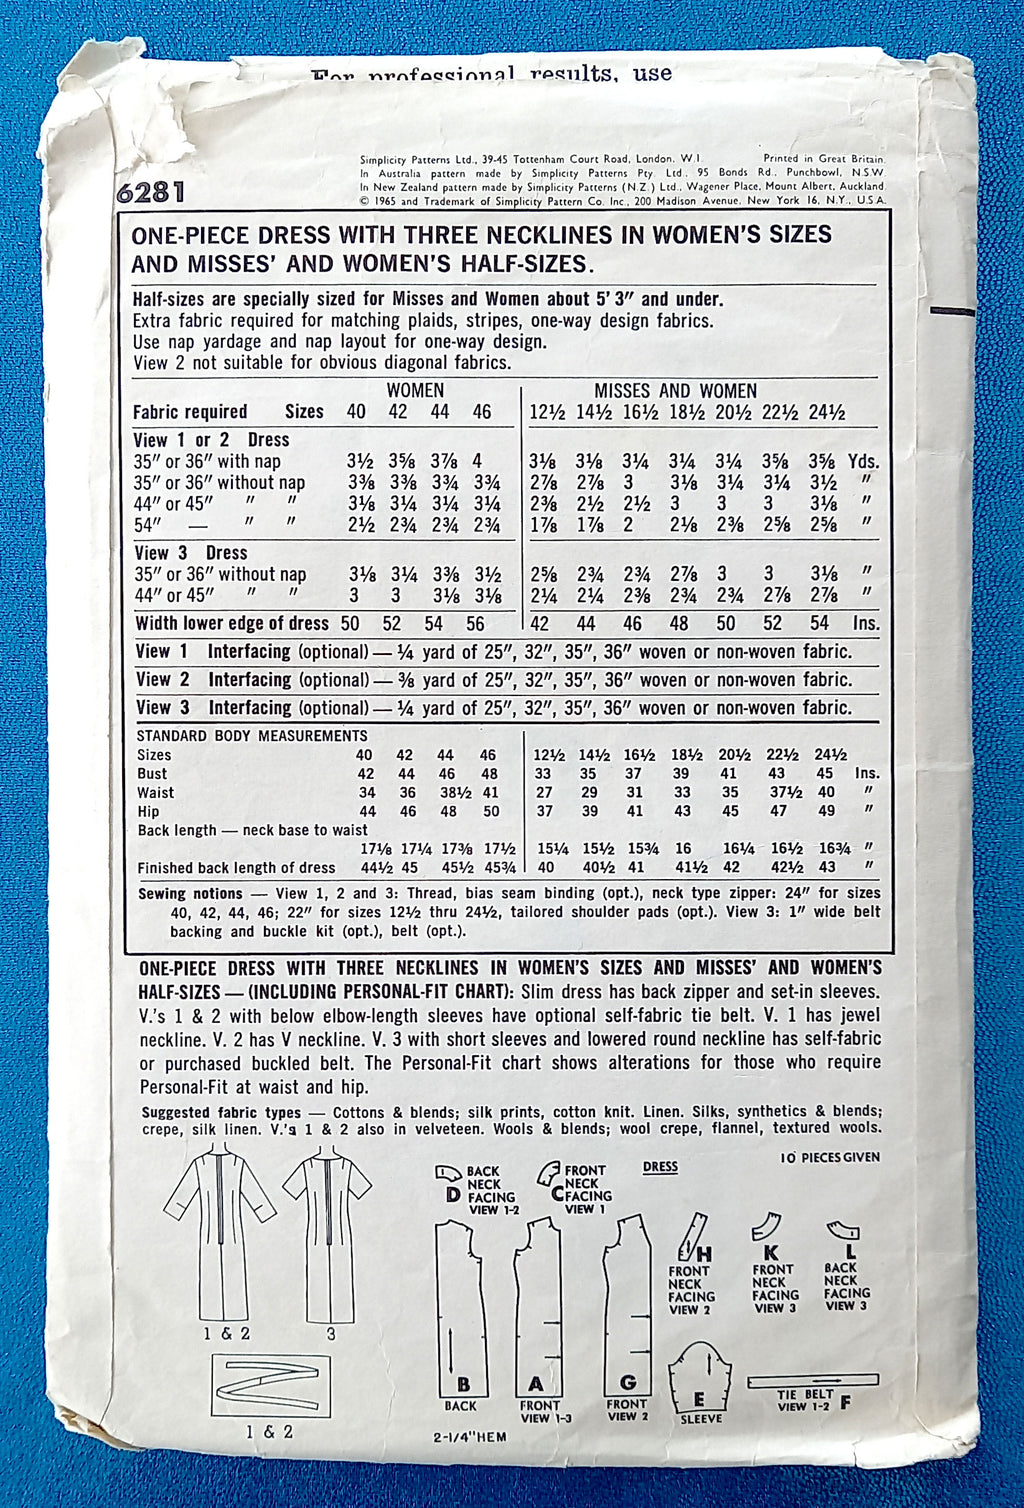 For professional results, use
Simplicity Patterns Ltd., 39-45 Tottenham Court Road, London. W.1. Printed in Great Britain.
In Australia pattern made by Simplicity Patterns Pty. Ltd., 95 Bonds Rd., Punchbowl, N.S.W.
In New Zealand pattern made by Simplicity Patterns (N.Z.) Ltd., Wagener Place, Mount Albert, Auckland.
© 1965 and Trademark of Simplicity Pattern Co. Inc., 200 Madison Avenue, New York 16, N.Y., U.S.A.
6281
ONE-PIECE DRESS WITH THREE NECKLINES IN WOMEN'S SIZES
AND MISSES' AND WOMEN'S HALF-SIZES.
Half-sizes are specially sized for Misses and Women about 5' 3" and under.
Extra fabric required for matching plaids, stripes, one-way design fabrics.
Use nap yardage and nap layout for one-way design.
View 2 not suitable for obvious diagonal fabrics.
WOMEN MISSES AND WOMEN
Fabric required Sizes 40 42 44 46 12½ 14½ 16½ 18½ 20½ 22½ 24½
View 1 or 2 Dress
35" or 36" with nap 3½ 3⅝ 3⅞ 4 3⅛ 3⅛ 3¼ 3¼ 3¼ 3⅝ 3⅝ Yds.
35" or 36" without nap 3⅜ 3⅜ 3¾ 3¾ 2⅞ 2⅞ 3 3⅛ 3¼ 3¼ 3½ "
44" or 45" " " 3⅛ 3¼ 3¼ 3¼ 2⅜ 2½ 2½ 3 3 3 3⅛ "
54" — " " 2½ 2¾ 2¾ 2¾ 1⅞ 1⅞ 2 2⅛ 2⅜ 2⅝ 2⅝ "
View 3 Dress
35" or 36" without nap 3⅛ 3¼ 3⅜ 3½ 2⅝ 2¾ 2¾ 2⅞ 3 3 3⅛ "
44" or 45" " " 3 3 3⅛ 3⅛ 2¼ 2¼ 2⅜ 2¾ 2¾ 2⅞ 2⅞ "
Width lower edge of dress 50 52 54 56 42 44 46 48 50 52 54 Ins.
View 1 Interfacing (optional) — ¼ yard of 25", 32", 35", 36" woven or non-woven fabric.
View 2 Interfacing (optional) — ⅜ yard of 25", 32", 35", 36" woven or non-woven fabric.
View 3 Interfacing (optional) — ¼ yard of 25", 32", 35", 36" woven or non-woven fabric.
STANDARD BODY MEASUREMENTS
Sizes 40 42 44 46 12½ 14½ 16½ 18½ 20½ 22½ 24½
Bust 42 44 46 48 33 35 37 39 41 43 45 Ins.
Waist 34 36 38½ 41 27 29 31 33 35 37½ 40 "
Hip 44 46 48 50 37 39 41 43 45 47 49 "
Back length — neck base to waist
17⅛ 17¼ 17⅜ 17½ 15¼ 15½ 15¾ 16 16¼ 16½ 16¾ "
Finished back length of dress 44½ 45 45½ 45¾ 40 40½ 41 41½ 42 42½ 43 "
Sewing notions — View 1, 2 and 3: Thread, bias seam binding (opt.), neck type zipper: 24" for sizes
40, 42, 44, 46; 22" for sizes 12½ thru 24½, tailored shoulder pads (opt.). View 3: 1" wide belt
backing and buckle kit (opt.), belt (opt.).
ONE-PIECE DRESS WITH THREE NECKLINES IN WOMEN'S SIZES AND MISSES' AND WOMEN'S
HALF-SIZES — (INCLUDING PERSONAL-FIT CHART): Slim dress has back zipper and set-in sleeves.
V.'s 1 & 2 with below elbow-length sleeves have optional self-fabric tie belt. V. 1 has jewel
neckline. V. 2 has V neckline. V. 3 with short sleeves and lowered round neckline has self-fabric
or purchased buckled belt. The Personal-Fit chart shows alterations for those who require
Personal-Fit at waist and hip.
Suggested fabric types — Cottons & blends; silk prints, cotton knit. Linen. Silks, synthetics & blends;
crepe, silk linen. V.'s 1 & 2 also in velveteen. Wools & blends; wool crepe, flannel, textured wools.
10 PIECES GIVEN
DRESS
D BACK NECK FACING VIEW 1-2
C FRONT NECK FACING VIEW 1
H FRONT NECK FACING VIEW 2
K FRONT NECK FACING VIEW 3
L BACK NECK FACING VIEW 3
1 & 2
3
B BACK
A FRONT VIEW 1-3
G FRONT VIEW 2
E SLEEVE
TIE BELT VIEW 1-2 F
1 & 2
2-1/4"HEM